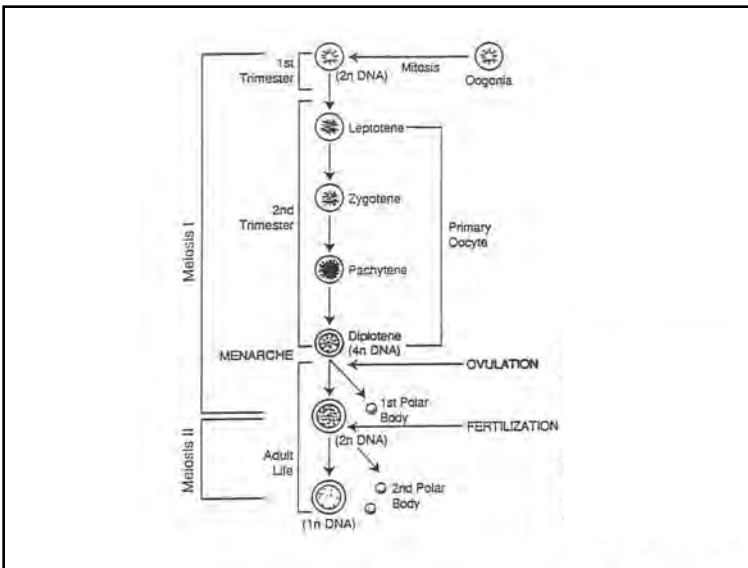 1st
Trimester
(2n DNA)
Mitosis
Oogonia
Leptotene
Zygotene
2nd
Trimester
Primary
Oocyte
Meiosis I
Pachytene
Diplotene
(4n DNA)
MENARCHE
OVULATION
1st Polar
Body
FERTILIZATION
(2n DNA)
Meiosis II
Adult
Life
2nd Polar
Body
(1n DNA)